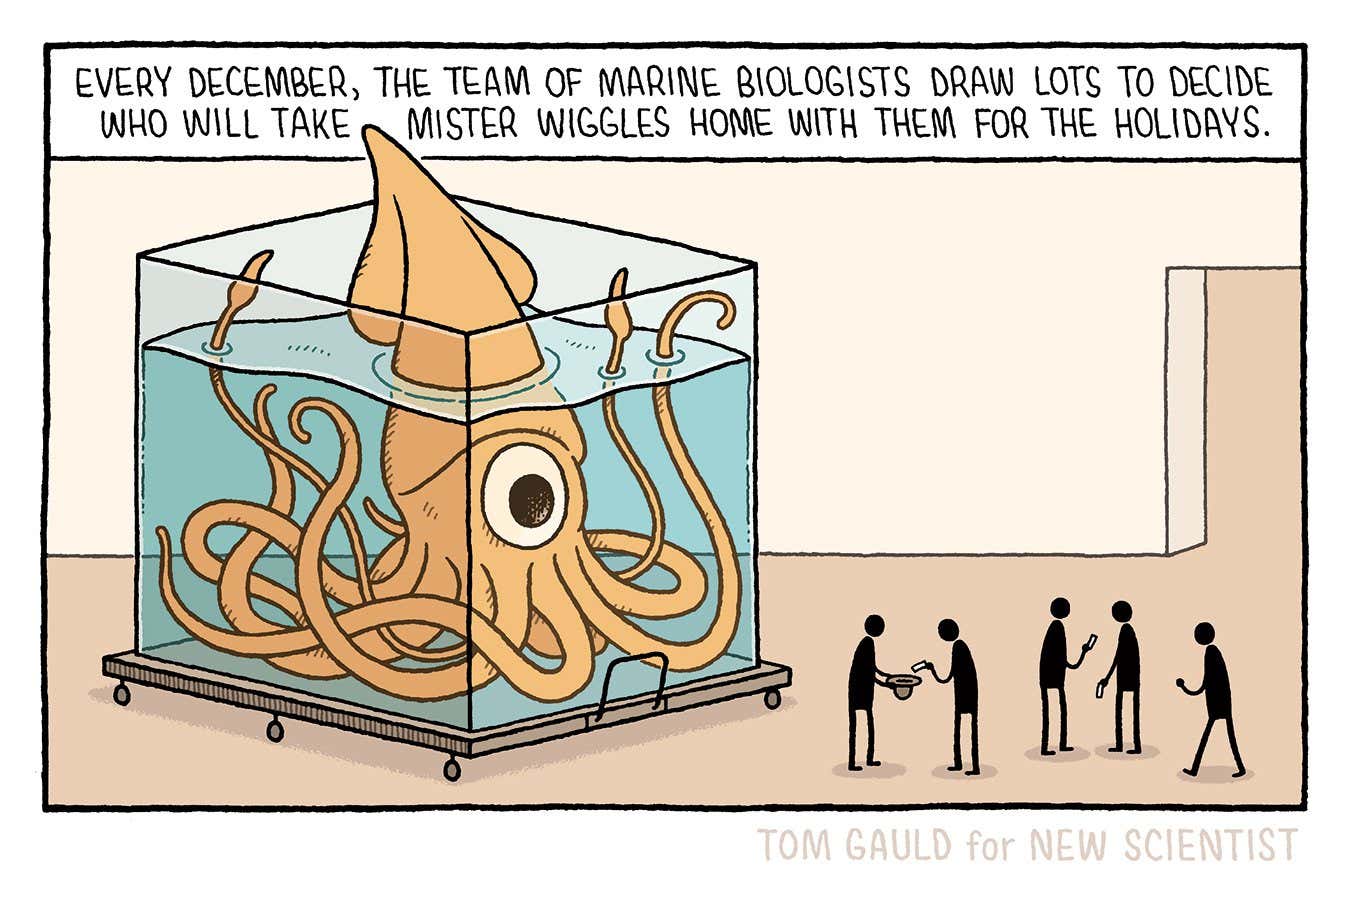 EVERY DECEMBER, THE TEAM OF MARINE BIOLOGISTS DRAW LOTS TO DECIDE
WHO WILL TAKE MISTER WIGGLES HOME WITH THEM FOR THE HOLIDAYS.
TOM GAULD for NEW SCIENTIST